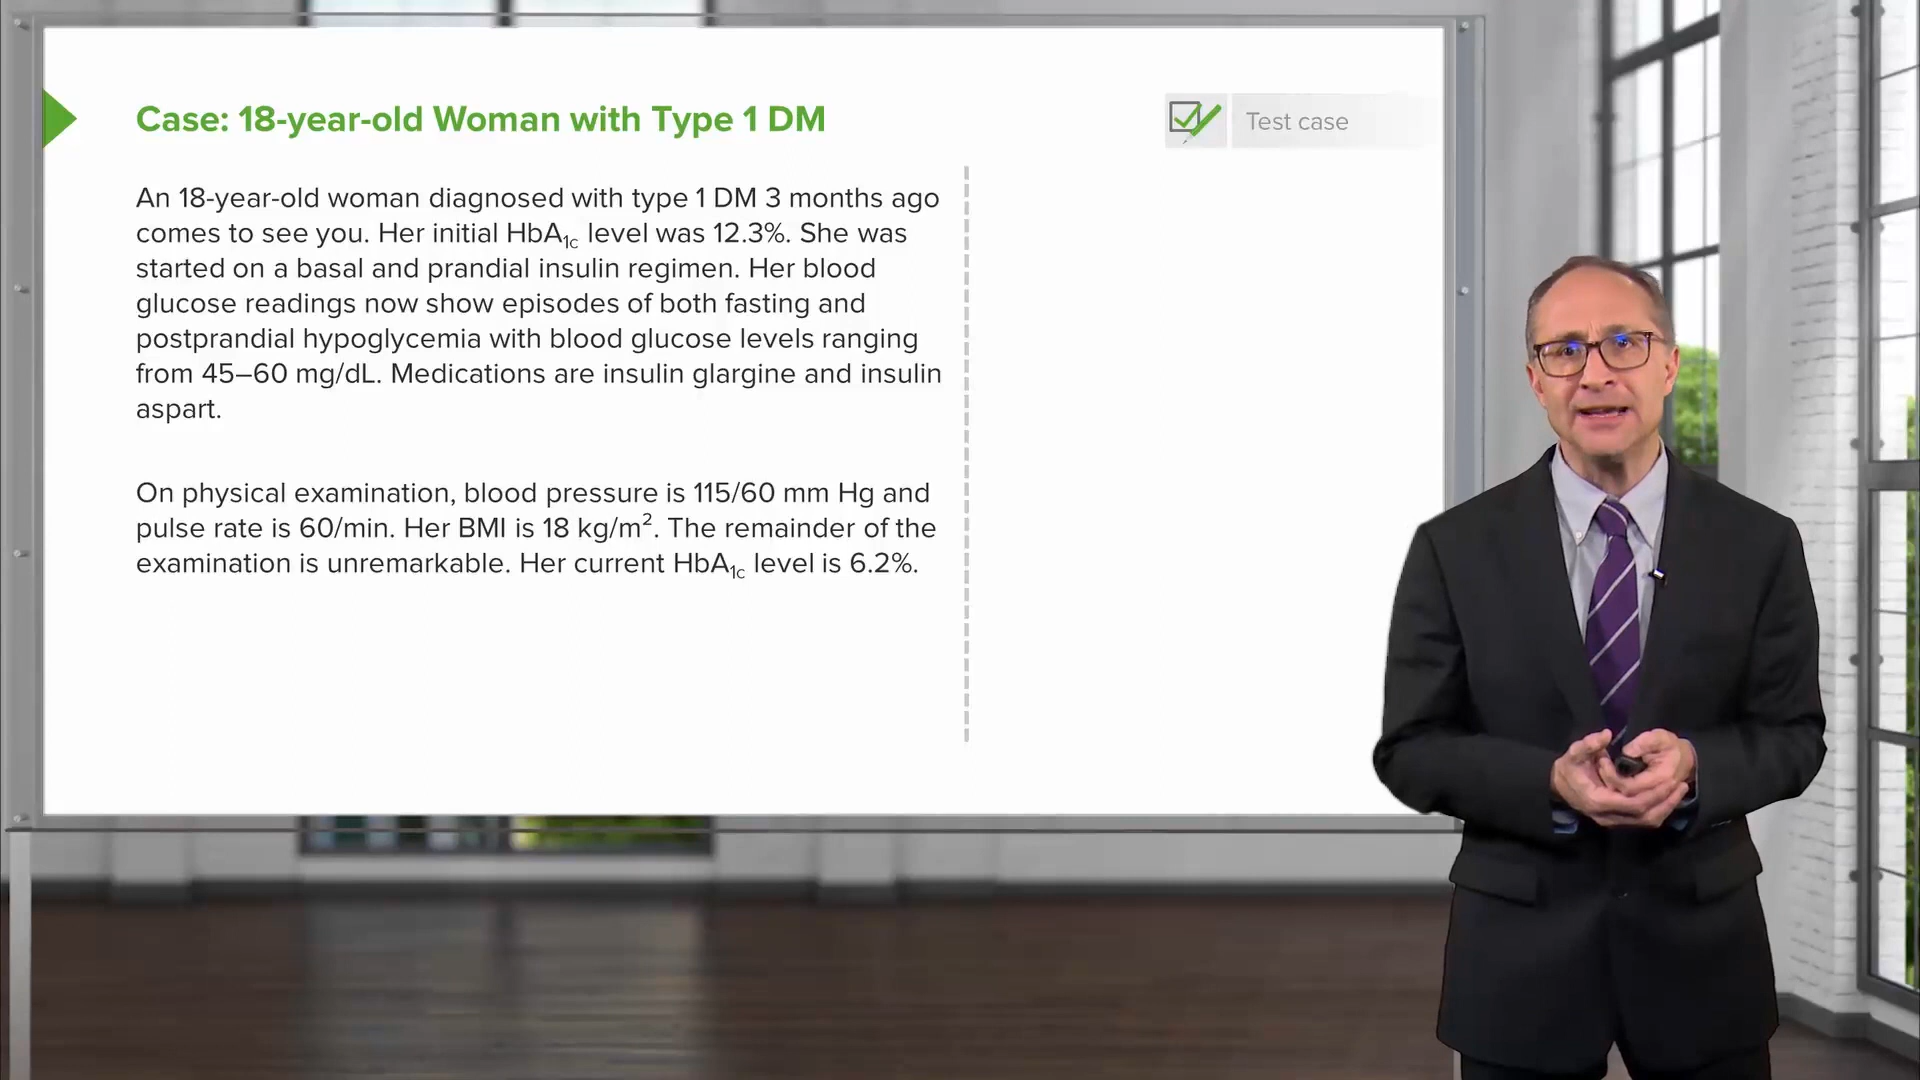 Case: 18-year-old Woman with Type 1 DM
Test case
An 18-year-old woman diagnosed with type 1 DM 3 months ago
comes to see you. Her initial HbA1c level was 12.3%. She was
started on a basal and prandial insulin regimen. Her blood
glucose readings now show episodes of both fasting and
postprandial hypoglycemia with blood glucose levels ranging
from 45–60 mg/dL. Medications are insulin glargine and insulin
aspart.
On physical examination, blood pressure is 115/60 mm Hg and
pulse rate is 60/min. Her BMI is 18 kg/m². The remainder of the
examination is unremarkable. Her current HbA1c level is 6.2%.